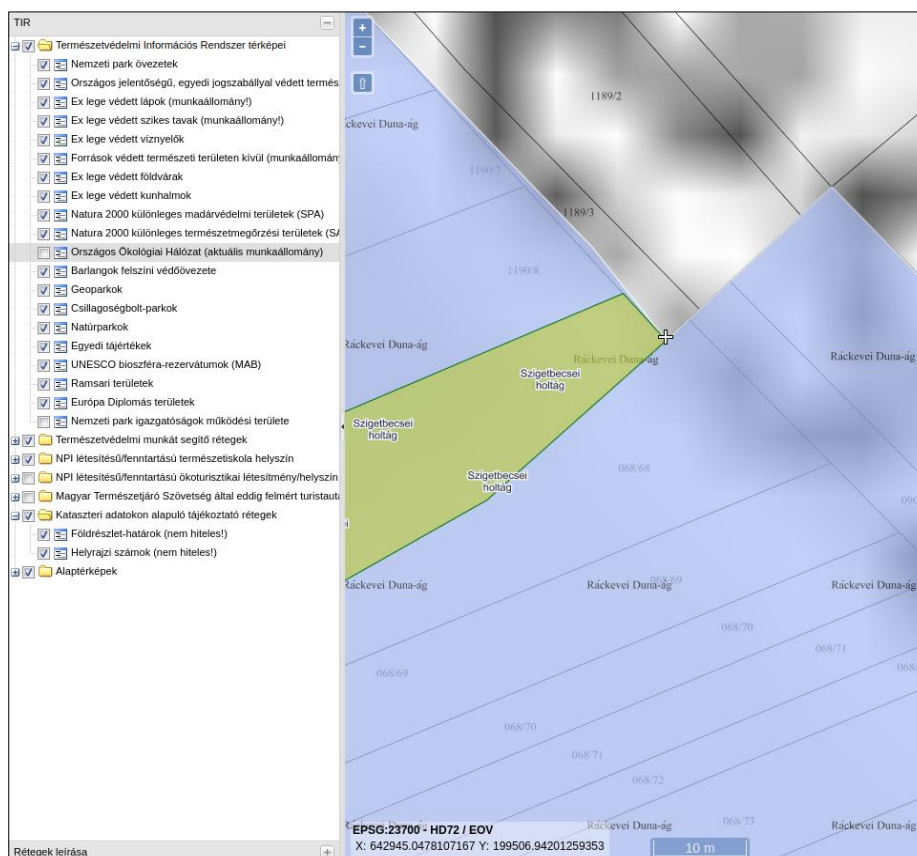 TIR
Természetvédelmi Információs Rendszer térképei
Nemzeti park övezetek
Országos jelentőségű, egyedi jogszabállyal védett termés
Ex lege védett lápok (munkaállomány!)
Ex lege védett szikes tavak (munkaállomány!)
Ex lege védett víznyelők
Források védett természeti területen kívül (munkaállomán
Ex lege védett földvárak
Ex lege védett kunhalmok
Natura 2000 különleges madárvédelmi területek (SPA)
Natura 2000 különleges természetmegőrzési területek (SA
Országos Ökológiai Hálózat (aktuális munkaállomány)
Barlangok felszíni védőövezete
Geoparkok
Csillagoségbolt-parkok
Natúrparkok
Egyedi tájértékek
UNESCO bioszféra-rezervátumok (MAB)
Ramsari területek
Európa Diplomás területek
Nemzeti park igazgatóságok működési területe
Természetvédelmi munkát segítő rétegek
NPI létesítésű/fenntartású természetiskola helyszín
NPI létesítésű/fenntartású ökoturisztikai létesítmény/helyszín
Magyar Természetjáró Szövetség által eddig felmért turistaut
Kataszteri adatokon alapuló tájékoztató rétegek
Földrészlet-határok (nem hiteles!)
Helyrajzi számok (nem hiteles!)
Alaptérképek
Rétegek leírása
1189/2
ckevei Duna-ág
1190/7
1189/3
1190/8
Ráckevei Duna-ág
Ráckevei Duna-ág
Ráckevei Duna-ág
Szigetbecsei
holtág
Szigetbecsei
holtág
Szigetbecsei
holtág
068/68
090
ei
Ráckevei Duna-ág
068/69
Ráckevei Duna-ág
Ráckevei Duna-ág
068/70
068/71
068/69
068/
068/70
068/71
068/72
068/73
Ráckevei Duna-ág
Ráckevei Duna-ág
EPSG:23700 - HD72 / EOV
X: 642945.0478107167 Y: 199506.94201259353
10 m